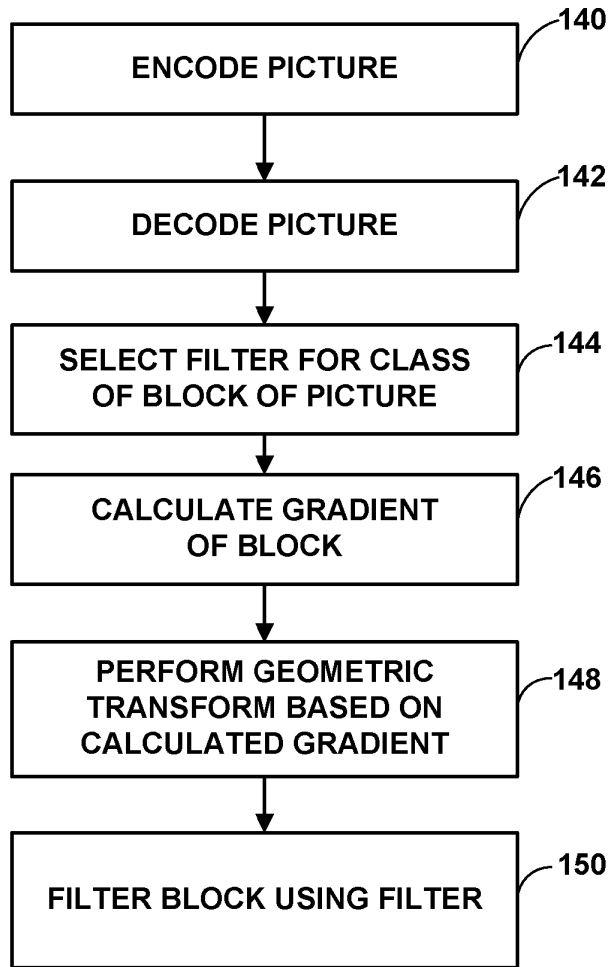 140
ENCODE PICTURE
142
DECODE PICTURE
144
SELECT FILTER FOR CLASS
OF BLOCK OF PICTURE
146
CALCULATE GRADIENT
OF BLOCK
148
PERFORM GEOMETRIC
TRANSFORM BASED ON
CALCULATED GRADIENT
150
FILTER BLOCK USING FILTER